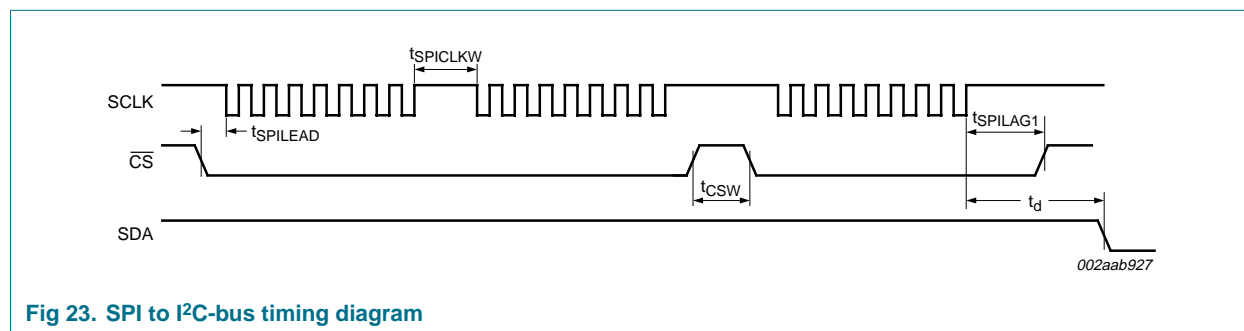 tSPICLKW
SCLK
tSPILEAD
tSPILAG1
CS
tCSW
td
SDA
002aab927
Fig 23. SPI to I2C-bus timing diagram